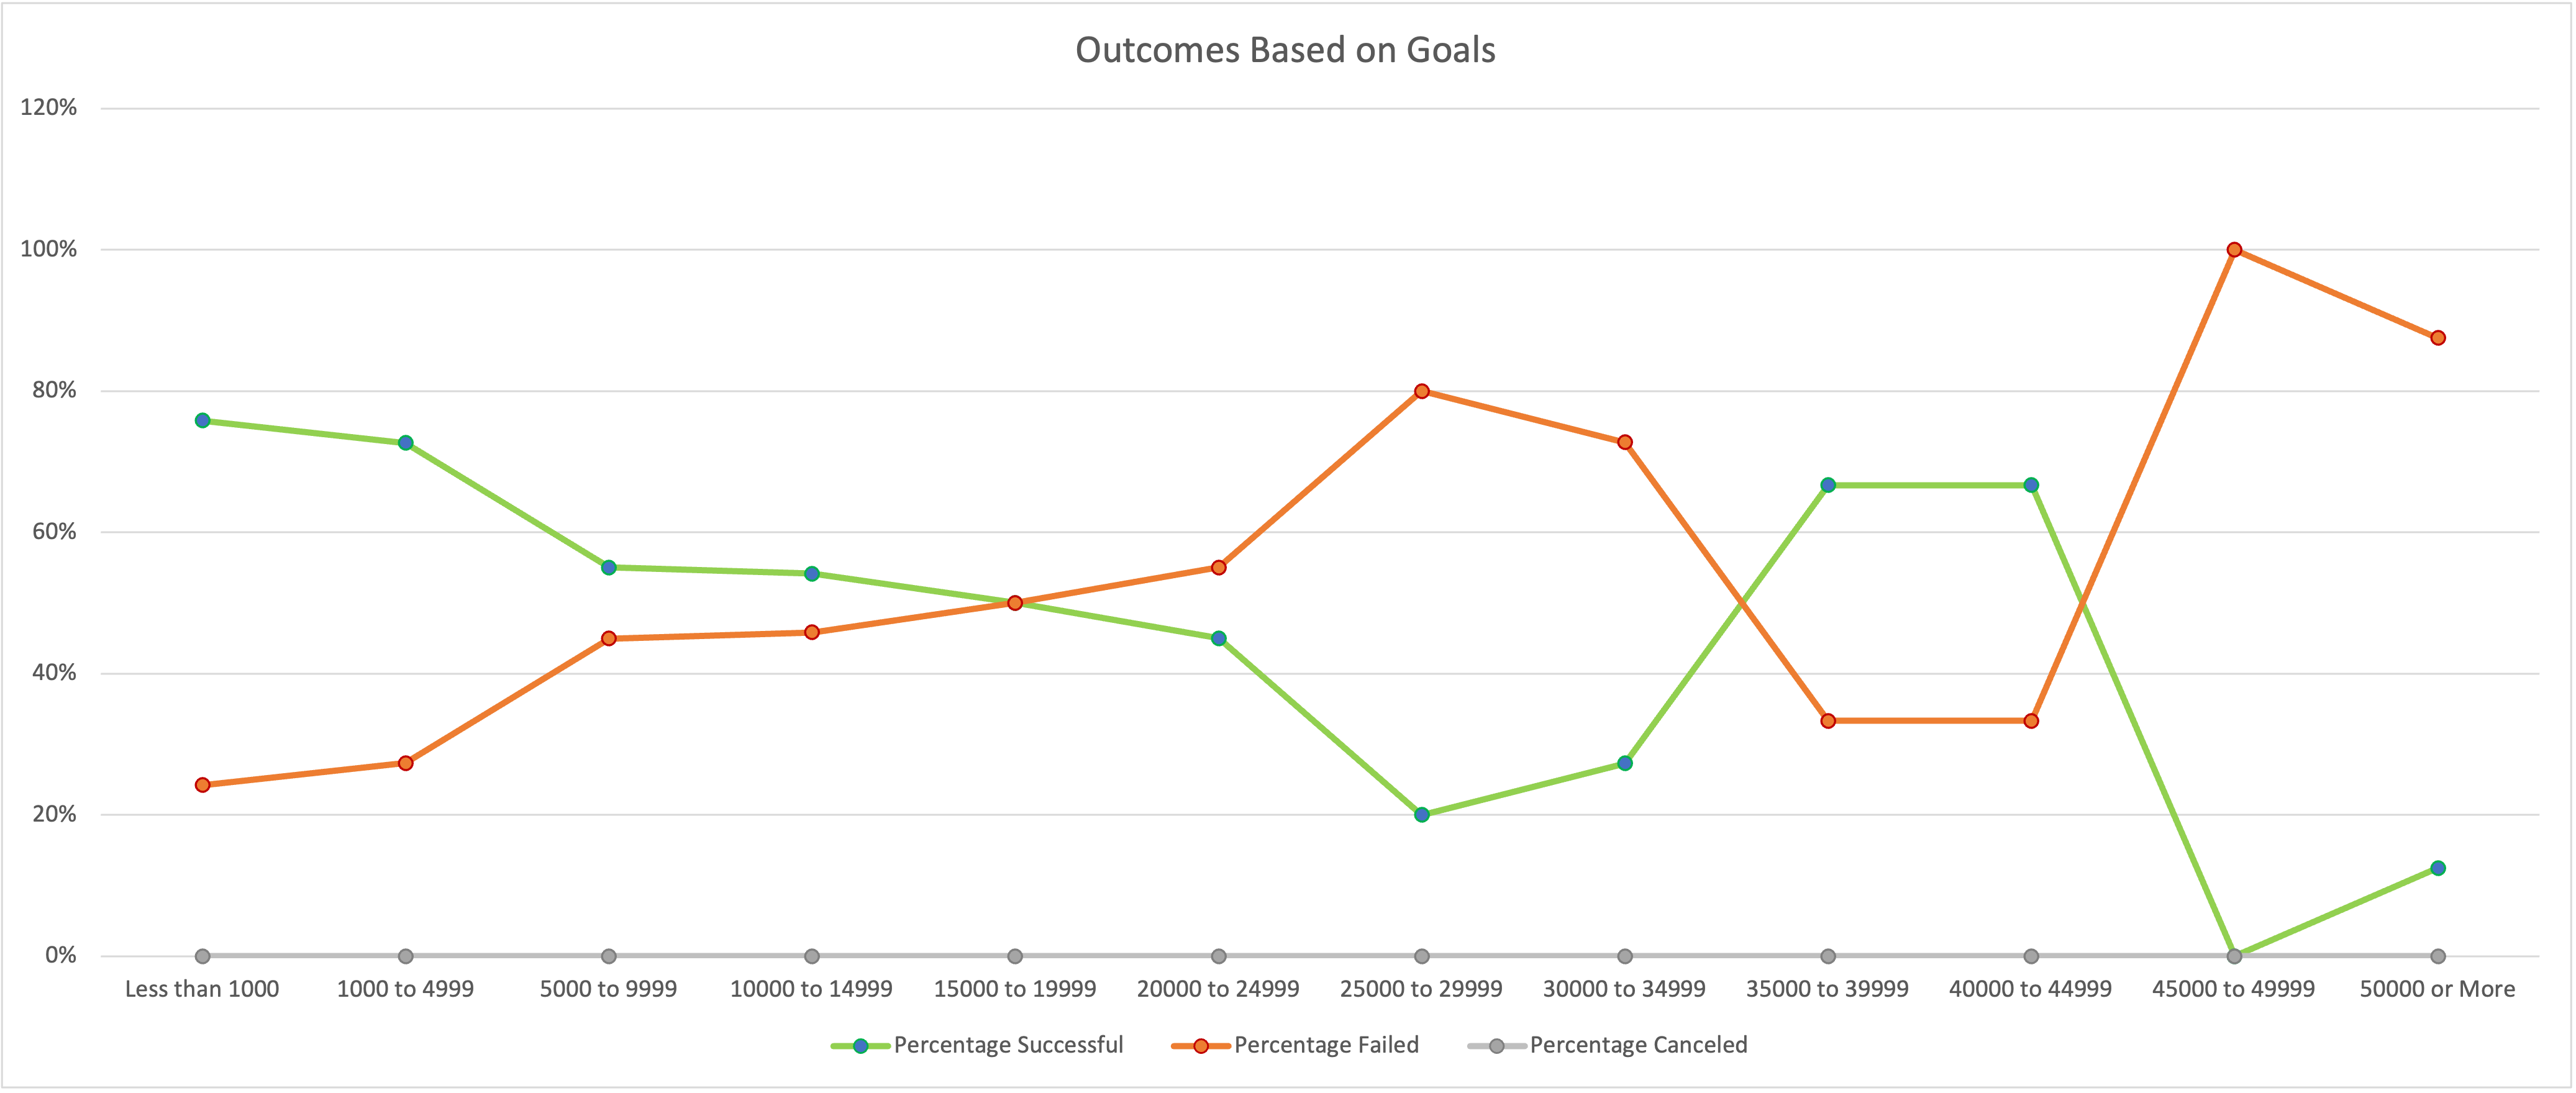 Outcomes Based on Goals
120%
100%
80%
60%
40%
20%
0%
Less than 1000 1000 to 4999 5000 to 9999 10000 to 14999 15000 to 19999 20000 to 24999 25000 to 29999 30000 to 34999 35000 to 39999 40000 to 44999 45000 to 49999 50000 or More
Percentage Successful Percentage Failed Percentage Canceled